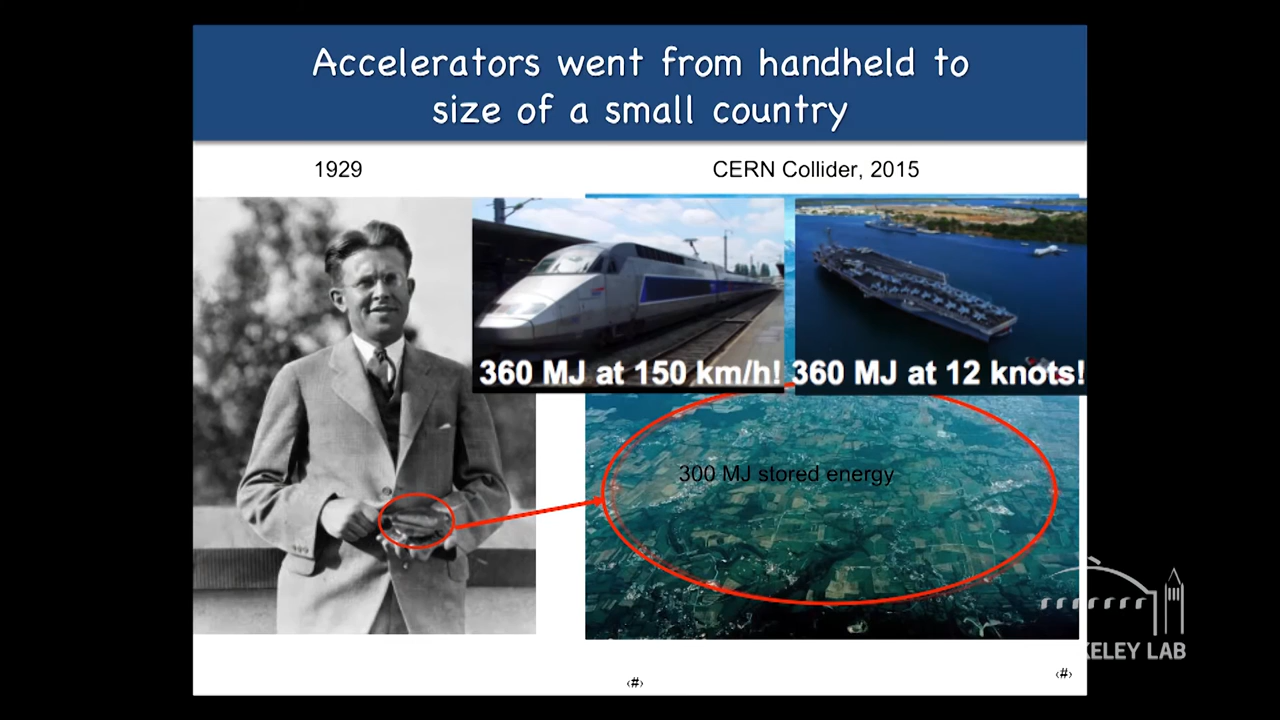 Accelerators went from handheld to
size of a small country
1929
CERN Collider, 2015
360 MJ at 150 km/h!
360 MJ at 12 knots!
300 MJ stored energy
‹#›
‹#›
KELEY LAB